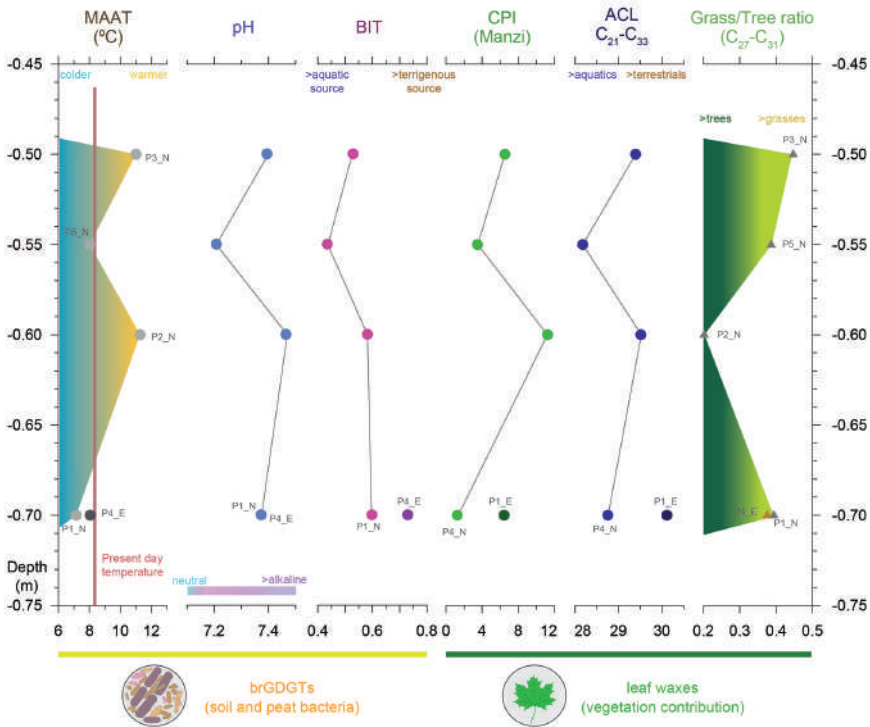 MAAT
(ºC)
pH
BIT
CPI
(Manzi)
ACL
C₂₁-C₃₃
Grass/Tree ratio
(C₂₇-C₃₁)
-0.45
-0.45
colder
warmer
>aquatic
source
>terrigenous
source
>aquatics
>terrestrials
>trees
>grasses
P3_N
-0.50
P3_N
-0.50
P5_N
-0.55
P5_N
-0.55
-0.60
P2_N
P2_N
-0.60
-0.65
-0.65
-0.70
P4_E
P1_N
P1_N
P4_E
P4_E
P1_N
P1_E
P4_N
P1_E
P4_N
P1_N
-0.70
Depth
(m)
Present day
temperature
neutral
>alkaline
-0.75
-0.75
6 8 10 12
7.2 7.4
0.4 0.6 0.8
0 4 8 12
28 29 30
0.2 0.3 0.4 0.5
brGDGTs
(soil and peat bacteria)
leaf waxes
(vegetation contribution)